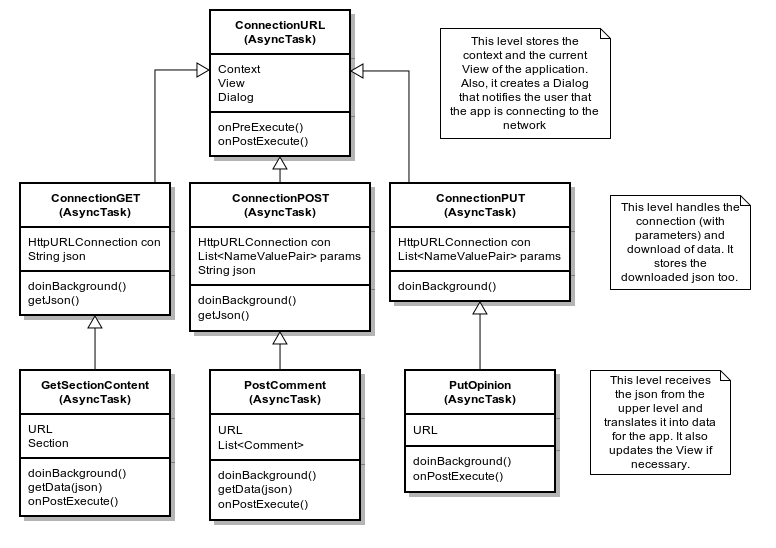 ConnectionURL
(AsyncTask)
Context
View
Dialog
onPreExecute()
onPostExecute()
This level stores the
context and the current
View of the application.
Also, it creates a Dialog
that notifies the user that
the app is connecting to the
network
ConnectionGET
(AsyncTask)
HttpURLConnection con
String json
doinBackground()
getJson()
ConnectionPOST
(AsyncTask)
HttpURLConnection con
List<NameValuePair> params
String json
doinBackground()
getJson()
ConnectionPUT
(AsyncTask)
HttpURLConnection con
List<NameValuePair> params
doinBackground()
This level handles the
connection (with
parameters) and
download of data. It
stores the
downloaded json too.
GetSectionContent
(AsyncTask)
URL
Section
doinBackground()
getData(json)
onPostExecute()
PostComment
(AsyncTask)
URL
List<Comment>
doinBackground()
getData(json)
onPostExecute()
PutOpinion
(AsyncTask)
URL
doinBackground()
onPostExecute()
This level receives
the json from the
upper level and
translates it into data
for the app. It also
updates the View if
necessary.